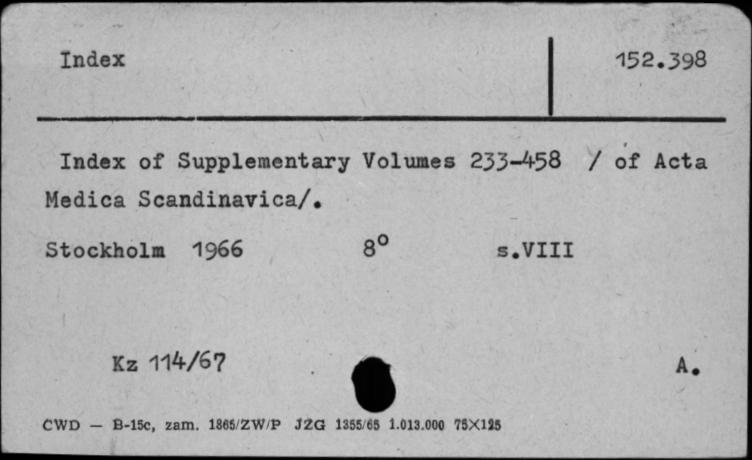 Index 152.398
Index of Supplementary Volumes 233-458 / of Acta
Medica Scandinavica/.
Stockholm 1966 8° s.VIII
Kz 114/67 A.
CWD — B-15c, zam. 1865/ZW/P JZG 1355/65 1.013.000 75X125